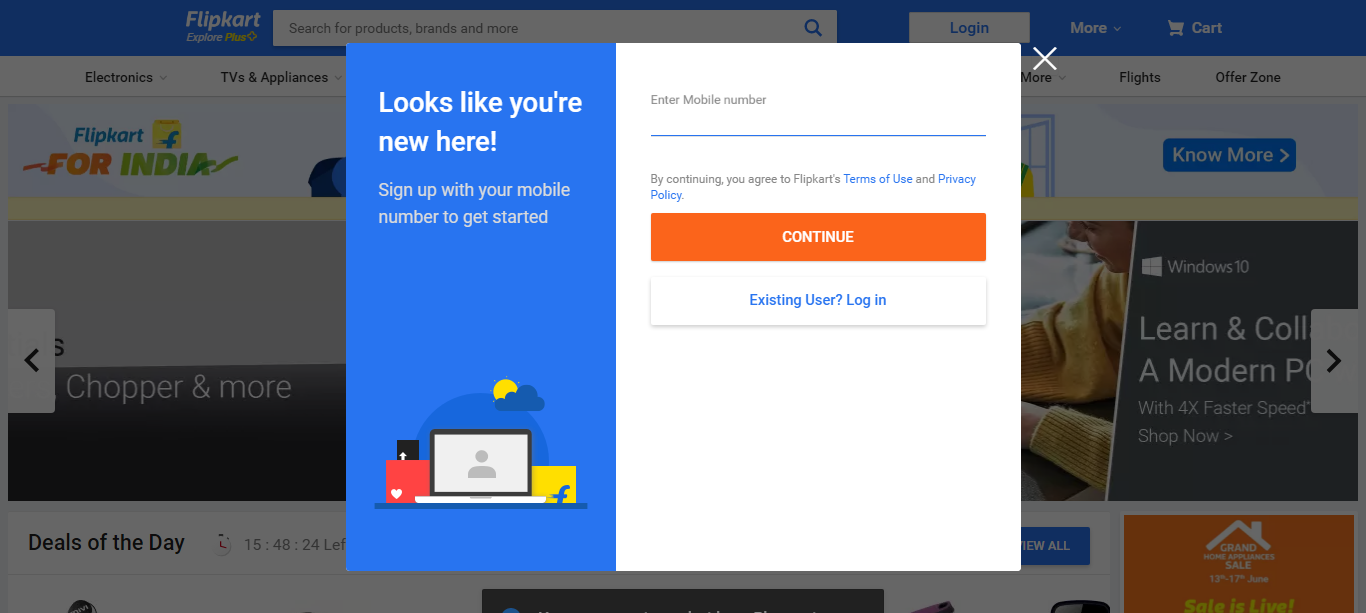 Flipkart
Explore Plus
Search for products, brands and more
Login
More
Cart
Electronics
TVs & Appliances
More
Flights
Offer Zone
Looks like you're
new here!
Sign up with your mobile
number to get started
Enter Mobile number
By continuing, you agree to Flipkart's Terms of Use and Privacy
Policy.
CONTINUE
Existing User? Log in
Flipkart
FOR INDIA
Know More
Chopper & more
Windows 10
Learn &
A Modern
With 4X Faster Speed*
Shop Now >
Deals of the Day
15 : 48 : 24
VIEW ALL
GRAND
HOME APPLIANCES
SALE
13th-17th June
Sale is Live!